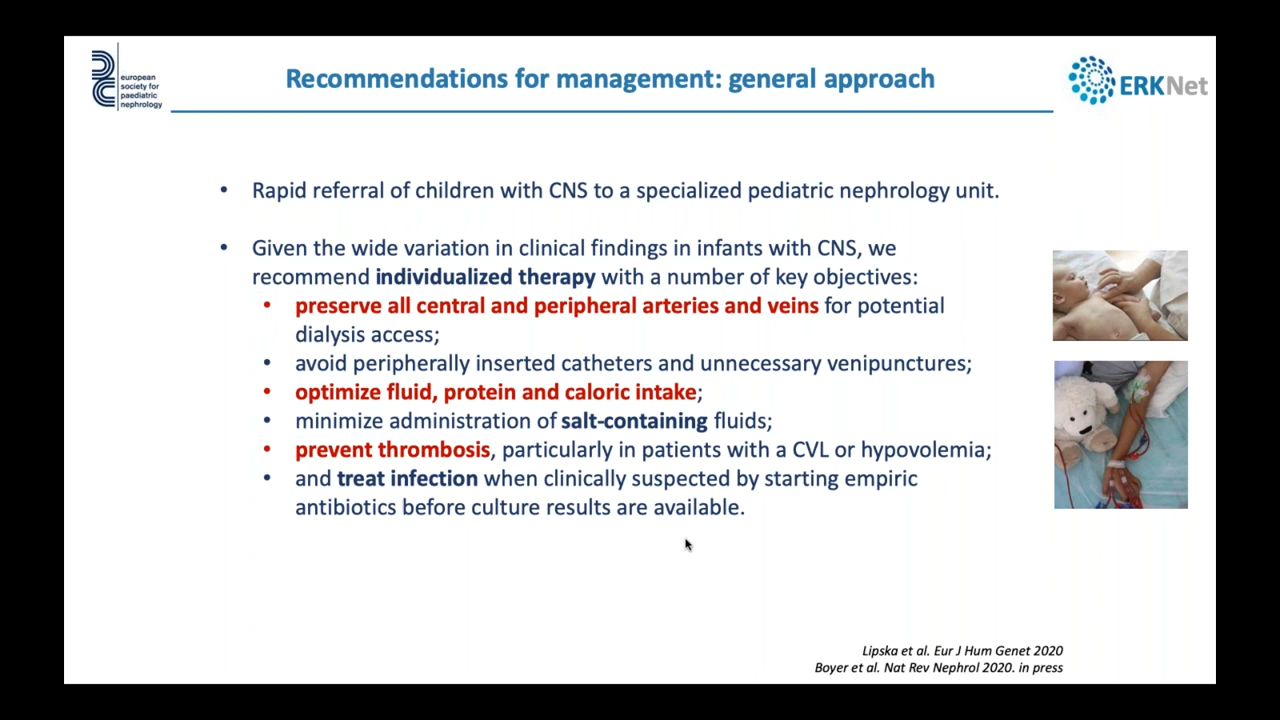 european
society for
paediatric
nephrology
Recommendations for management: general approach
ERKNet
• Rapid referral of children with CNS to a specialized pediatric nephrology unit.
• Given the wide variation in clinical findings in infants with CNS, we
recommend individualized therapy with a number of key objectives:
• preserve all central and peripheral arteries and veins for potential
dialysis access;
• avoid peripherally inserted catheters and unnecessary venipunctures;
• optimize fluid, protein and caloric intake;
• minimize administration of salt-containing fluids;
• prevent thrombosis, particularly in patients with a CVL or hypovolemia;
• and treat infection when clinically suspected by starting empiric
antibiotics before culture results are available.
Lipska et al. Eur J Hum Genet 2020
Boyer et al. Nat Rev Nephrol 2020. in press